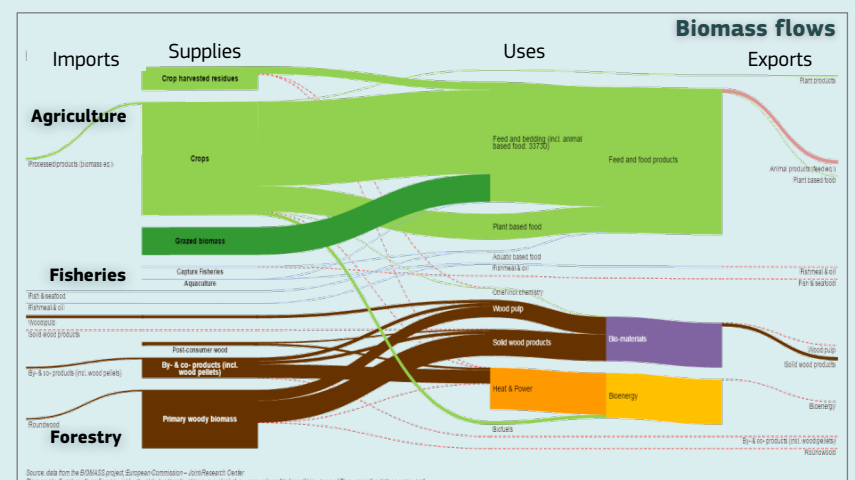 Biomass flows
Imports
Supplies
Uses
Exports
Crop harvested residues
Plant products
Agriculture
Feed and bedding (incl. animal
based food: 3373D)
Crops
Feed and food products
Processed products (biomass eq.)
Animal products (feed eq.)
Plant based food
Plant based food
Grazed biomass
Aquatic based food
Fisheries
Capture Fisheries
Fishmeal & oil
Fishmeal & oil
Aquaculture
Fish & seafood
Fish & seafood
Other incl. chemistry
Fishmeal & oil
Wood pulp
Woodpulp
Solid wood products
Solid wood products
Bio-materials
Post-consumer wood
Wood pulp
By- & co- products (incl.
wood pellets)
Solid wood products
By- & co- products (incl. wood pellets)
Heat & Power
Bioenergy
Bioenergy
Primary woody biomass
Roundwood
Biofuels
Forestry
By- & co- products (incl. wood pellets)
Roundwood
Source: data from the BIOMASS project, European Commission – Joint Research Center